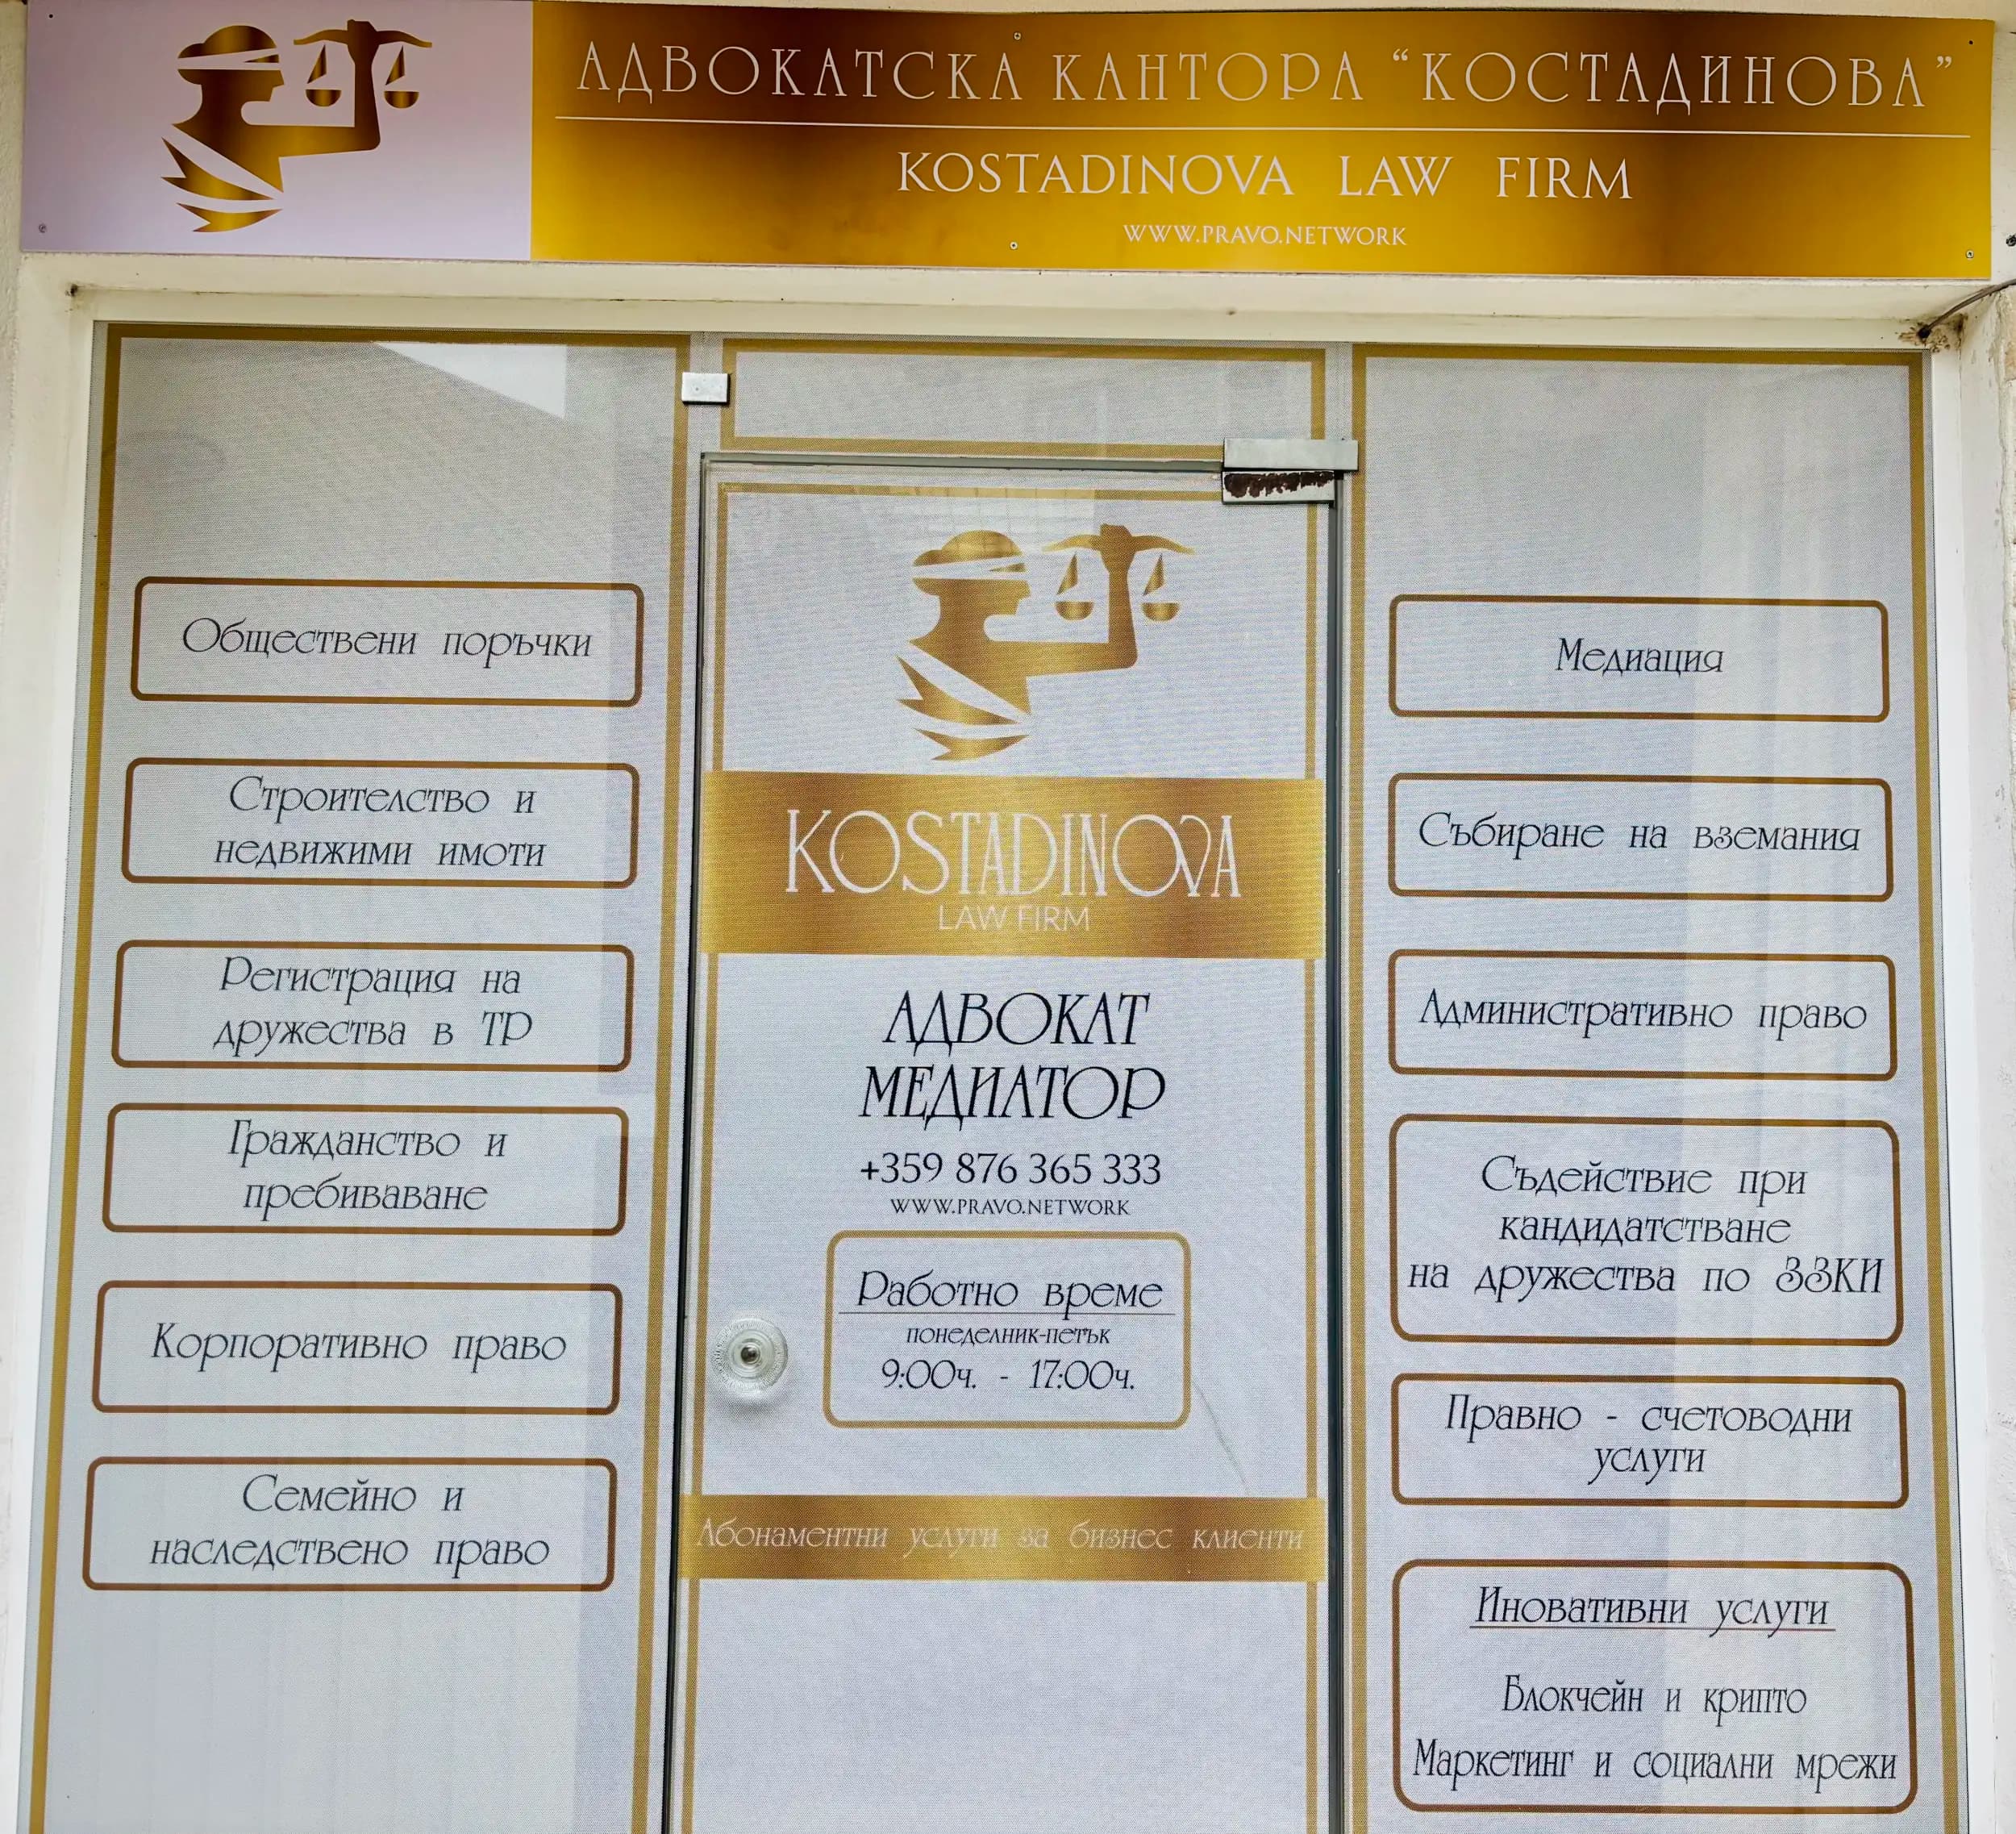 АДВОКАТСКА КАНТОРА “КОСТАДИНОВА”
KOSTADINOVA LAW FIRM
WWW.PRAVO.NETWORK
Обществени поръчки
Строителство и
недвижими имоти
Регистрация на
дружества в ТР
Гражданство и
пребиваване
Корпоративно право
Семейно и
наследствено право
KOSTADINOVA
LAW FIRM
АДВОКАТ
МЕДИАТОР
+359 876 365 333
WWW.PRAVO.NETWORK
Работно време
понеделник-петък
9:00ч. - 17:00ч.
Абонаментни услуги за бизнес клиенти
Медиация
Събиране на вземания
Административно право
Съдействие при
кандидатстване
на дружества по ЗЗКИ
Правно - счетоводни
услуги
Иновативни услуги
Блокчейн и крипто
Маркетинг и социални мрежи